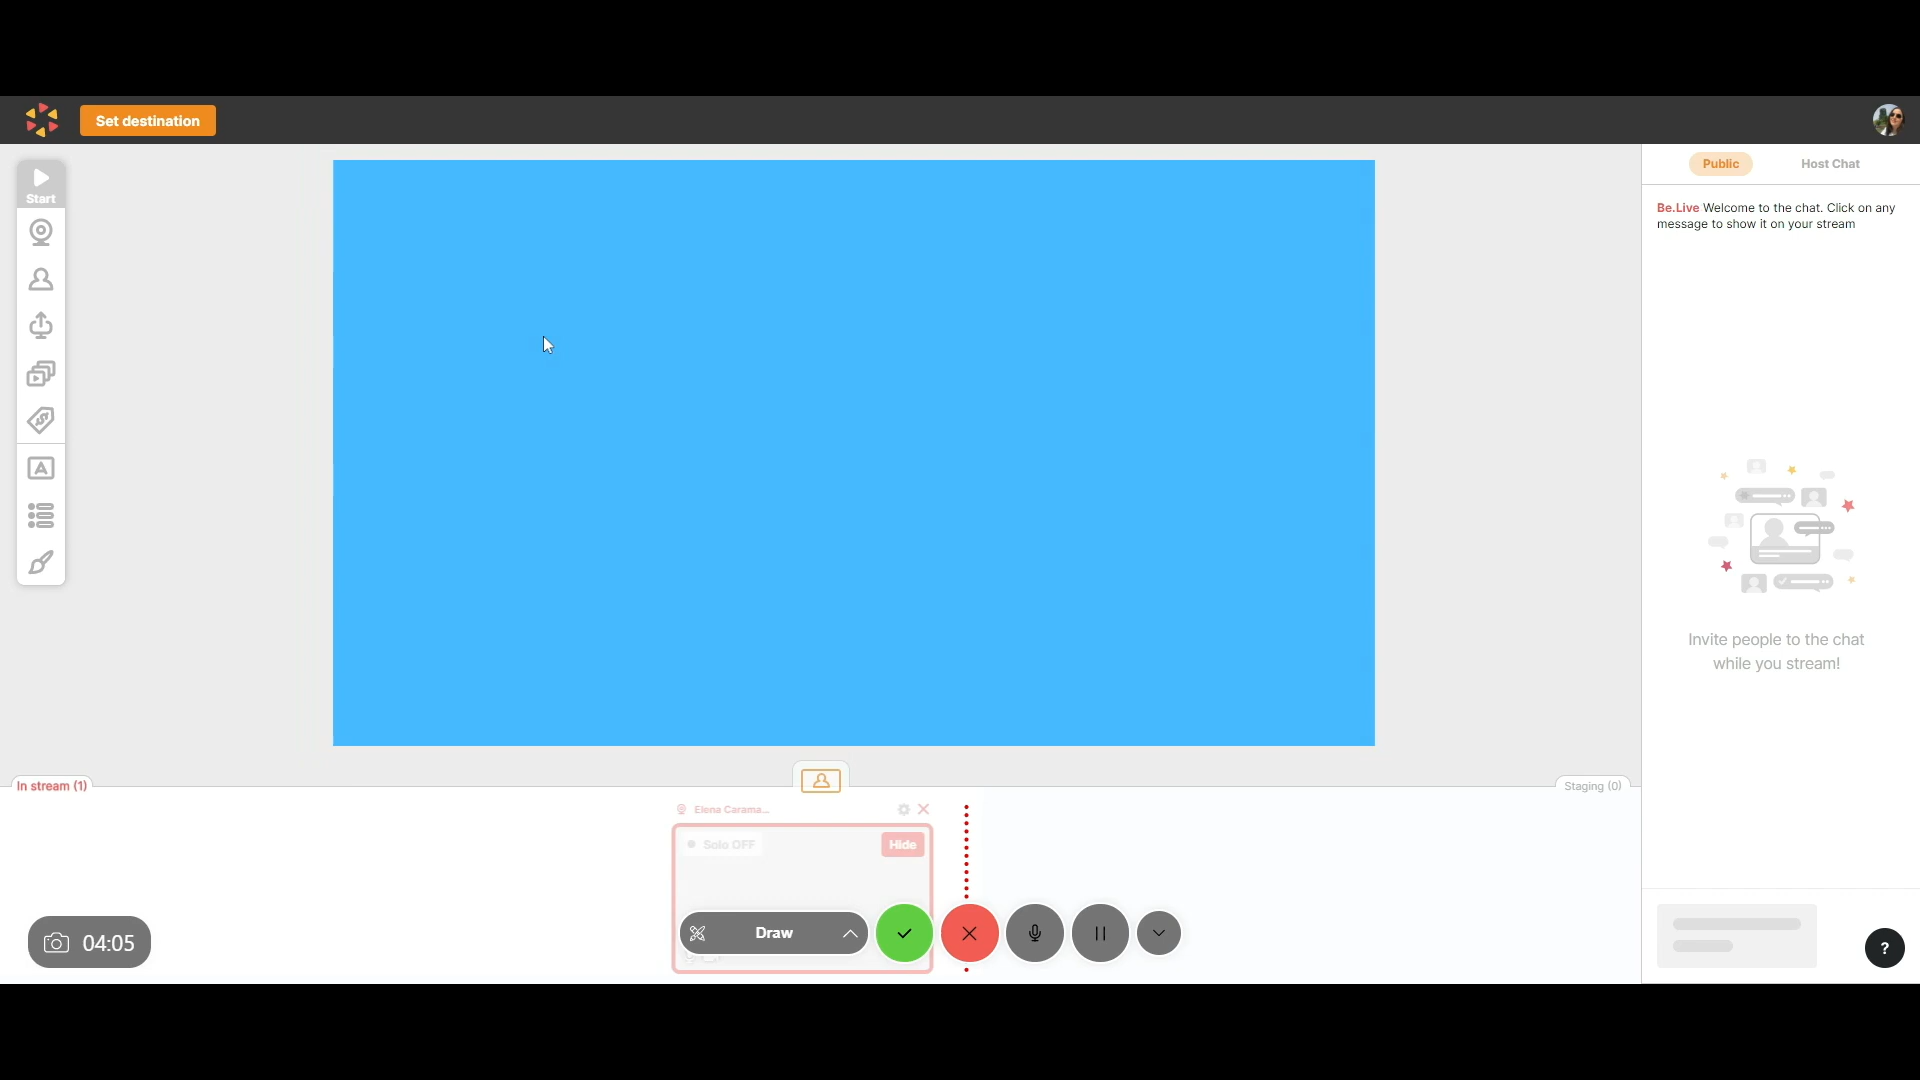 Set destination
Start
Public
Host Chat
Be.Live Welcome to the chat. Click on any
message to show it on your stream
Invite people to the chat
while you stream!
In stream (1)
Staging (0)
Elena Carama...
Solo OFF
Hide
Draw
04:05
?